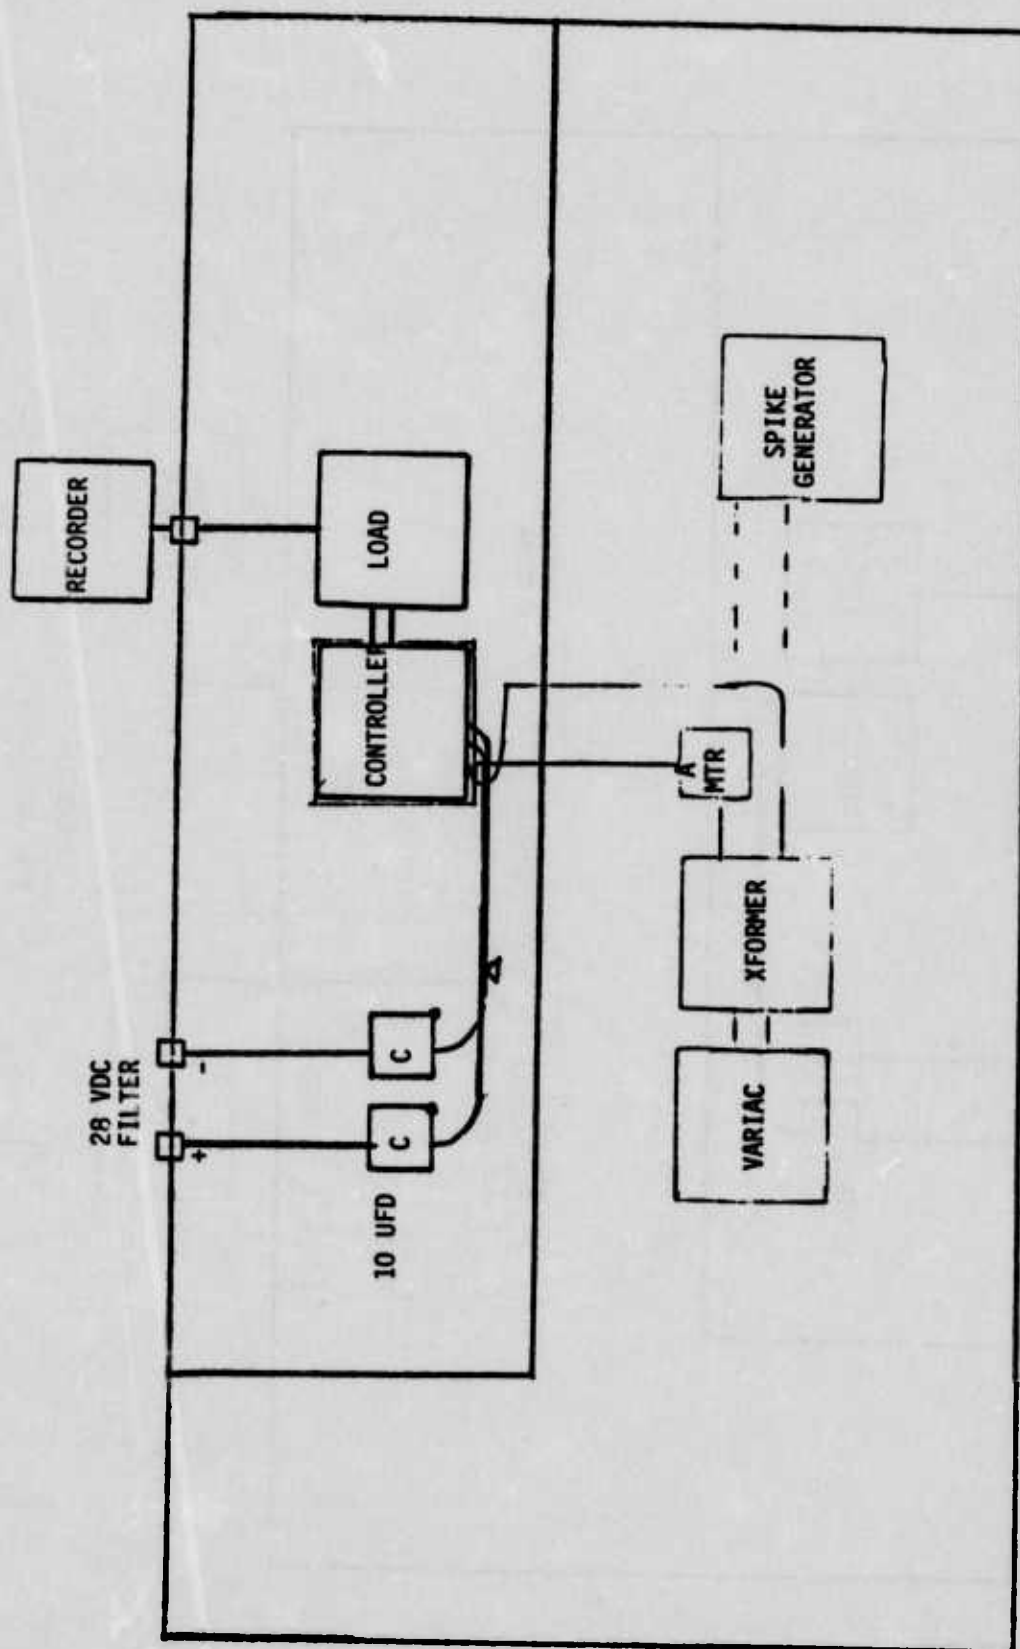 28 VDC
FILTER
+
-
RECORDER
10 UFD
C
C
CONTROLLER
LOAD
A
MTR
VARIAC
XFORMER
SPIKE
GENERATOR